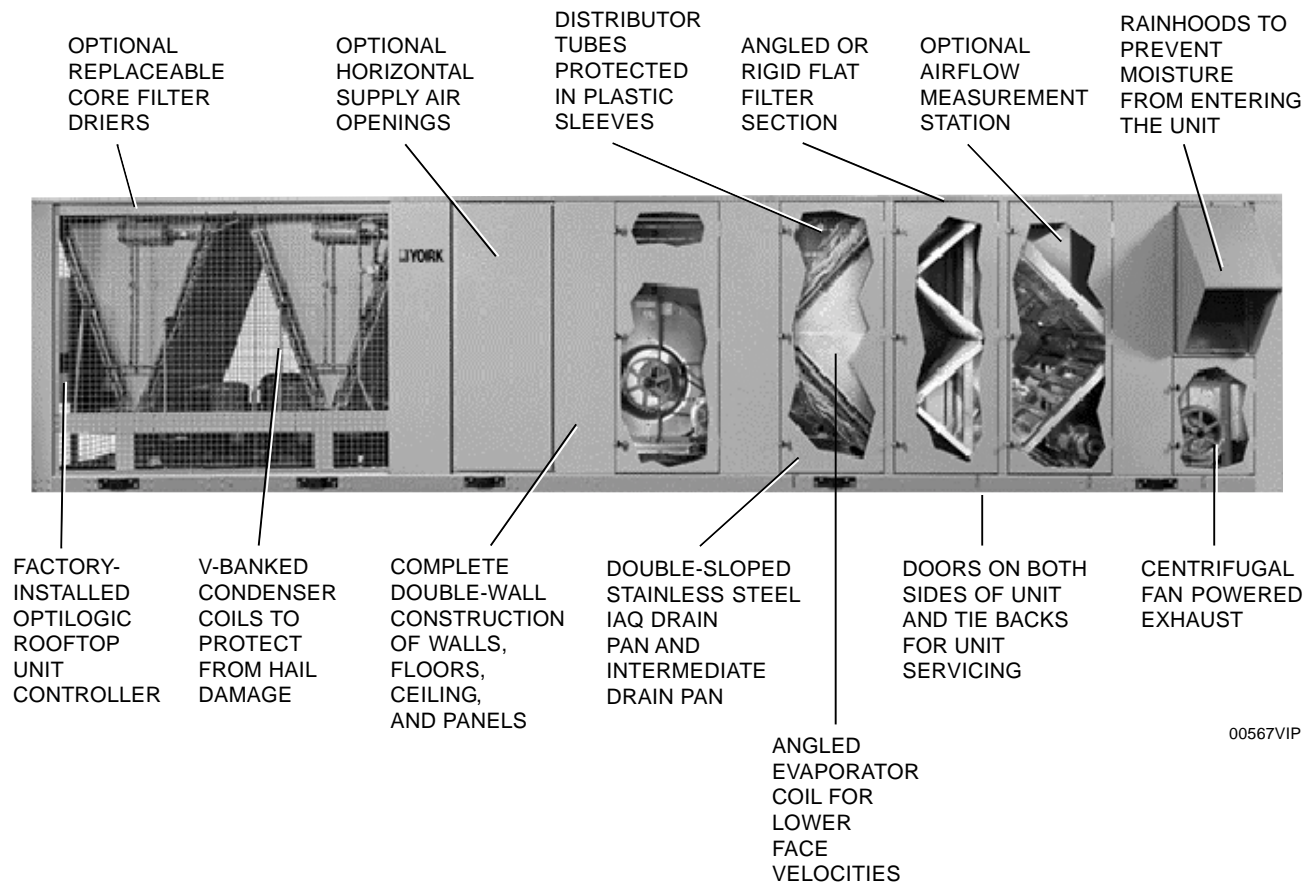 OPTIONAL
REPLACEABLE
CORE FILTER
DRIERS
OPTIONAL
HORIZONTAL
SUPPLY AIR
OPENINGS
DISTRIBUTOR
TUBES
PROTECTED
IN PLASTIC
SLEEVES
ANGLED OR
RIGID FLAT
FILTER
SECTION
OPTIONAL
AIRFLOW
MEASUREMENT
STATION
RAINHOODS TO
PREVENT
MOISTURE
FROM ENTERING
THE UNIT
YORK
FACTORY-
INSTALLED
OPTILOGIC
ROOFTOP
UNIT
CONTROLLER
V-BANKED
CONDENSER
COILS TO
PROTECT
FROM HAIL
DAMAGE
COMPLETE
DOUBLE-WALL
CONSTRUCTION
OF WALLS,
FLOORS,
CEILING,
AND PANELS
DOUBLE-SLOPED
STAINLESS STEEL
IAQ DRAIN
PAN AND
INTERMEDIATE
DRAIN PAN
ANGLED
EVAPORATOR
COIL FOR
LOWER
FACE
VELOCITIES
DOORS ON BOTH
SIDES OF UNIT
AND TIE BACKS
FOR UNIT
SERVICING
CENTRIFUGAL
FAN POWERED
EXHAUST
00567VIP